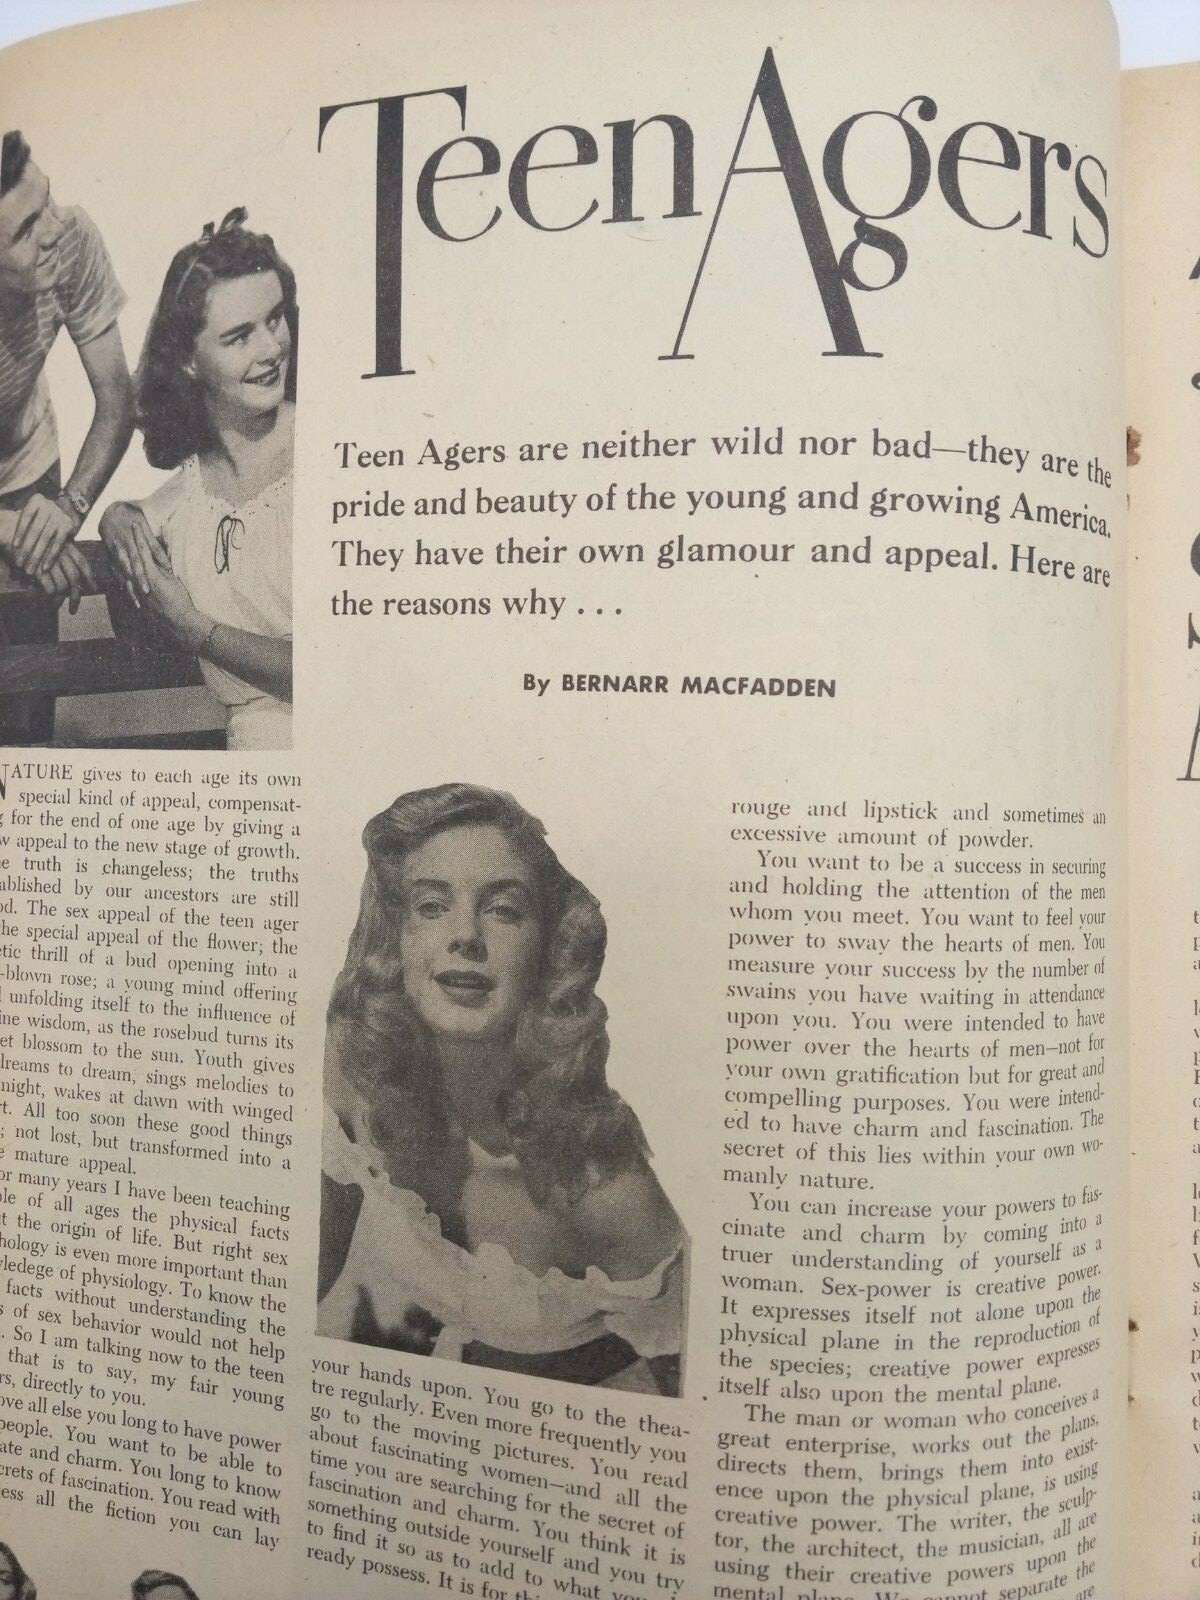 Teen Agers
Teen Agers are neither wild nor bad—they are the
pride and beauty of the young and growing America.
They have their own glamour and appeal. Here are
the reasons why . . .
By BERNARR MACFADDEN
NATURE gives to each age its own
special kind of appeal, compensat-
for the end of one age by giving a
appeal to the new stage of growth.
truth is changeless; the truths
by our ancestors are still
The sex appeal of the teen ager
the special appeal of the flower; the
thrill of a bud opening into a
-blown rose; a young mind offering
unfolding itself to the influence of
wisdom, as the rosebud turns its
blossom to the sun. Youth gives
dreams to dream, sings melodies to
night, wakes at dawn with winged
All too soon these good things
; not lost, but transformed into a
mature appeal.
or many years I have been teaching
of all ages the physical facts
the origin of life. But right sex
is even more important than
of physiology. To know the
facts without understanding the
of sex behavior would not help
. So I am talking now to the teen
that is to say, my fair young
, directly to you.
all else you long to have power
people. You want to be able to
and charm. You long to know
of fascination. You read with
all the fiction you can lay
your hands upon. You go to the thea-
tre regularly. Even more frequently you
go to the moving pictures. You read
about fascinating women—and all the
time you are searching for the secret of
fascination and charm. You think it is
something outside yourself and you try
to find it so as to add to what
ready possess. It is for
rouge and lipstick and sometimes an
excessive amount of powder.
You want to be a success in securing
and holding the attention of the men
whom you meet. You want to feel your
power to sway the hearts of men. You
measure your success by the number of
swains you have waiting in attendance
upon you. You were intended to have
power over the hearts of men—not for
your own gratification but for great and
compelling purposes. You were intend-
ed to have charm and fascination. The
secret of this lies within your own wo-
manly nature.
You can increase your powers to fas-
cinate and charm by coming into a
truer understanding of yourself as a
woman. Sex-power is creative power.
It expresses itself not alone upon the
physical plane in the reproduction of
the species; creative power expresses
itself also upon the mental plane.
The man or woman who conceives a
great enterprise, works out the plans,
directs them, brings them into exist-
ence upon the physical plane, is using
creative power. The writer, the sculp-
tor, the architect, the musician, all are
using their creative powers upon the
mental plane. We cannot separate the
are